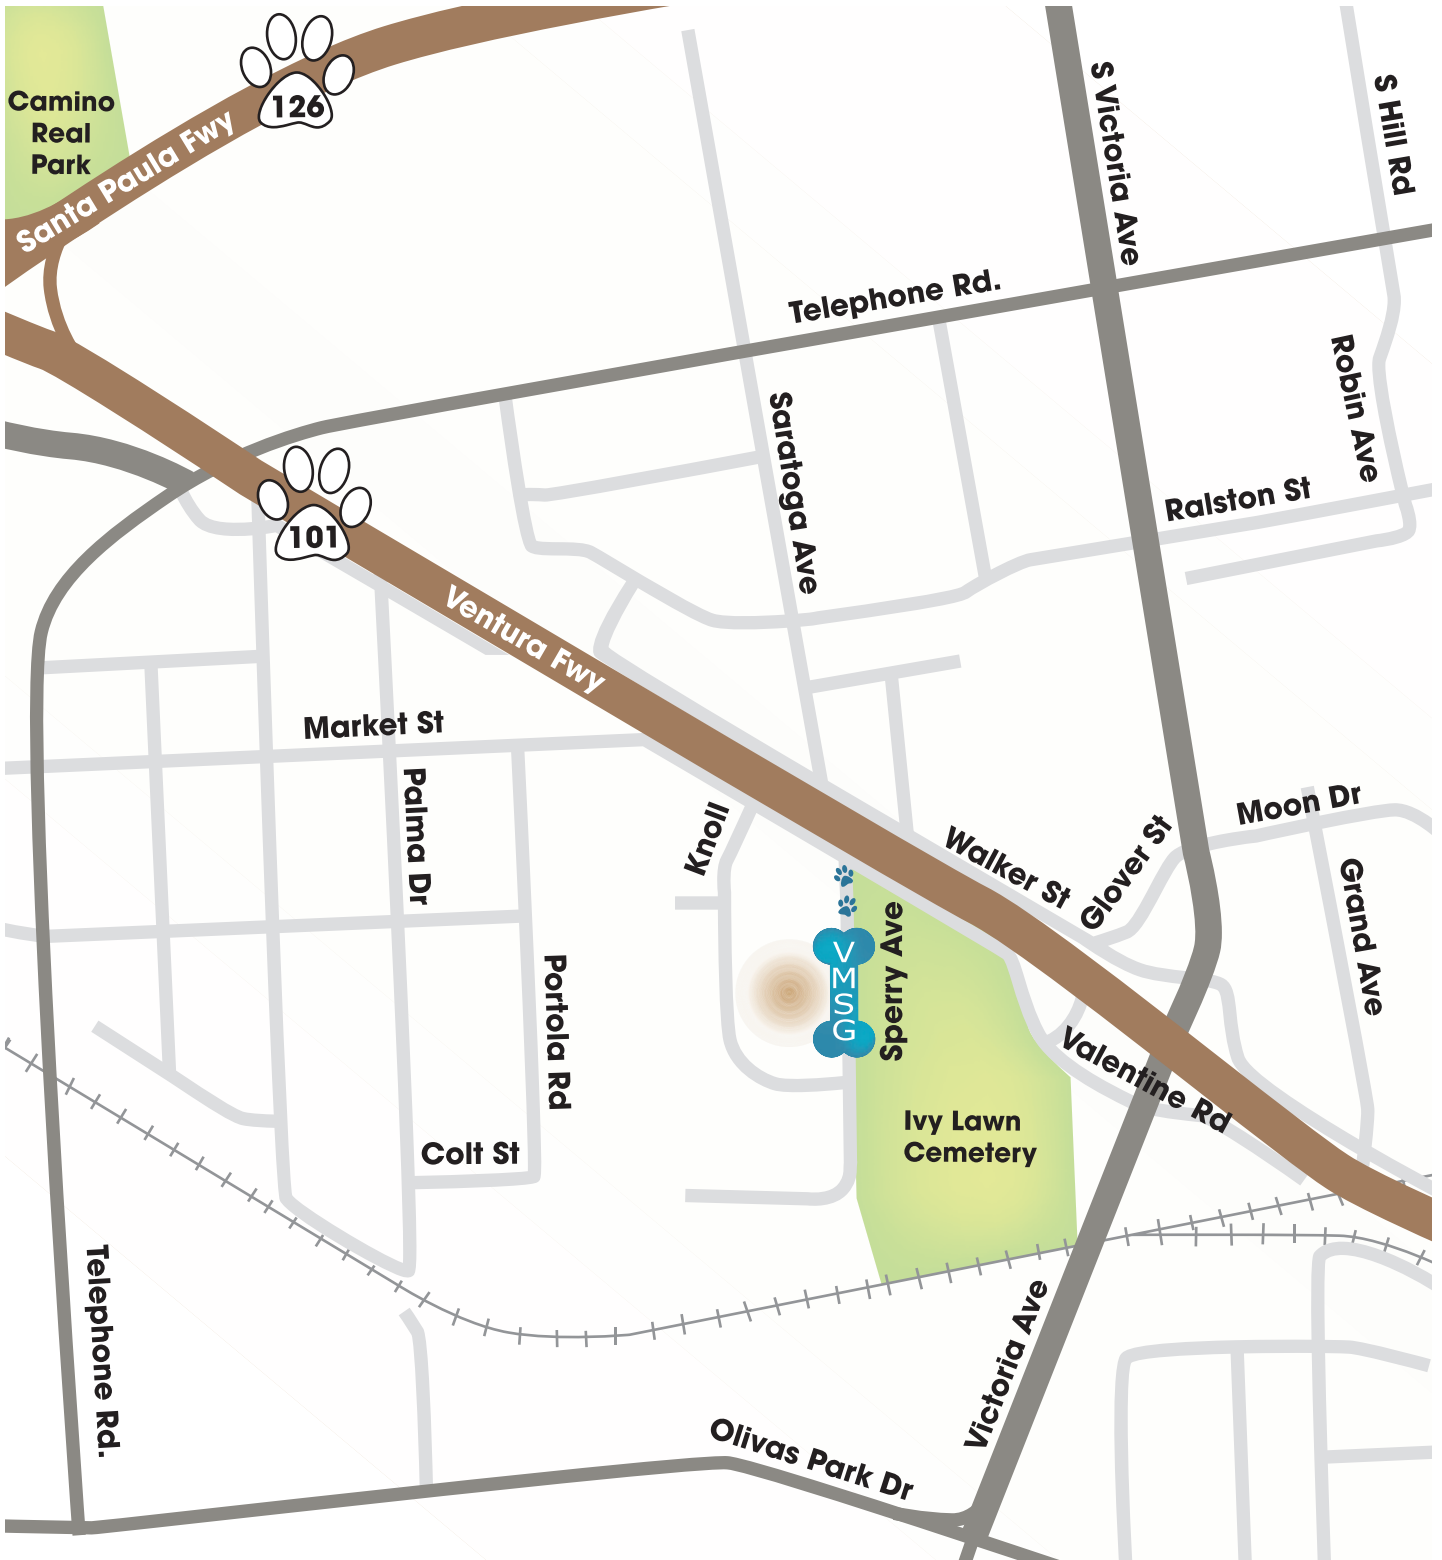 126
S Victoria Ave
S Hill Rd
Camino
Real
Park
Santa Paula Fwy
Telephone Rd.
Robin Ave
Saratoga Ave
Ralston St
101
Ventura Fwy
Market St
Palma Dr
Knoll
Moon Dr
Walker St
Glover St
Grand Ave
V
M
S
G
Sperry Ave
Portola Rd
Valentine Rd
Ivy Lawn
Cemetery
Colt St
Telephone Rd.
Victoria Ave
Olivas Park Dr